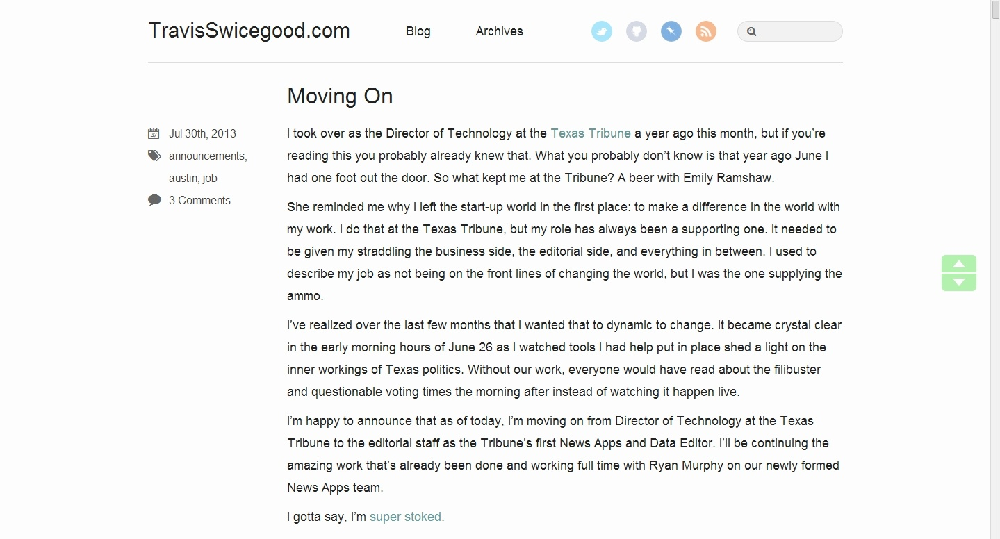 TravisSwicegood.com
Blog
Archives
Moving On
Jul 30th, 2013
announcements,
austin, job
3 Comments
I took over as the Director of Technology at the Texas Tribune a year ago this month, but if you’re
reading this you probably already knew that. What you probably don’t know is that year ago June I
had one foot out the door. So what kept me at the Tribune? A beer with Emily Ramshaw.
She reminded me why I left the start-up world in the first place: to make a difference in the world with
my work. I do that at the Texas Tribune, but my role has always been a supporting one. It needed to
be given my straddling the business side, the editorial side, and everything in between. I used to
describe my job as not being on the front lines of changing the world, but I was the one supplying the
ammo.
I’ve realized over the last few months that I wanted that to dynamic to change. It became crystal clear
in the early morning hours of June 26 as I watched tools I had help put in place shed a light on the
inner workings of Texas politics. Without our work, everyone would have read about the filibuster
and questionable voting times the morning after instead of watching it happen live.
I’m happy to announce that as of today, I’m moving on from Director of Technology at the Texas
Tribune to the editorial staff as the Tribune’s first News Apps and Data Editor. I’ll be continuing the
amazing work that’s already been done and working full time with Ryan Murphy on our newly formed
News Apps team.
I gotta say, I’m super stoked.